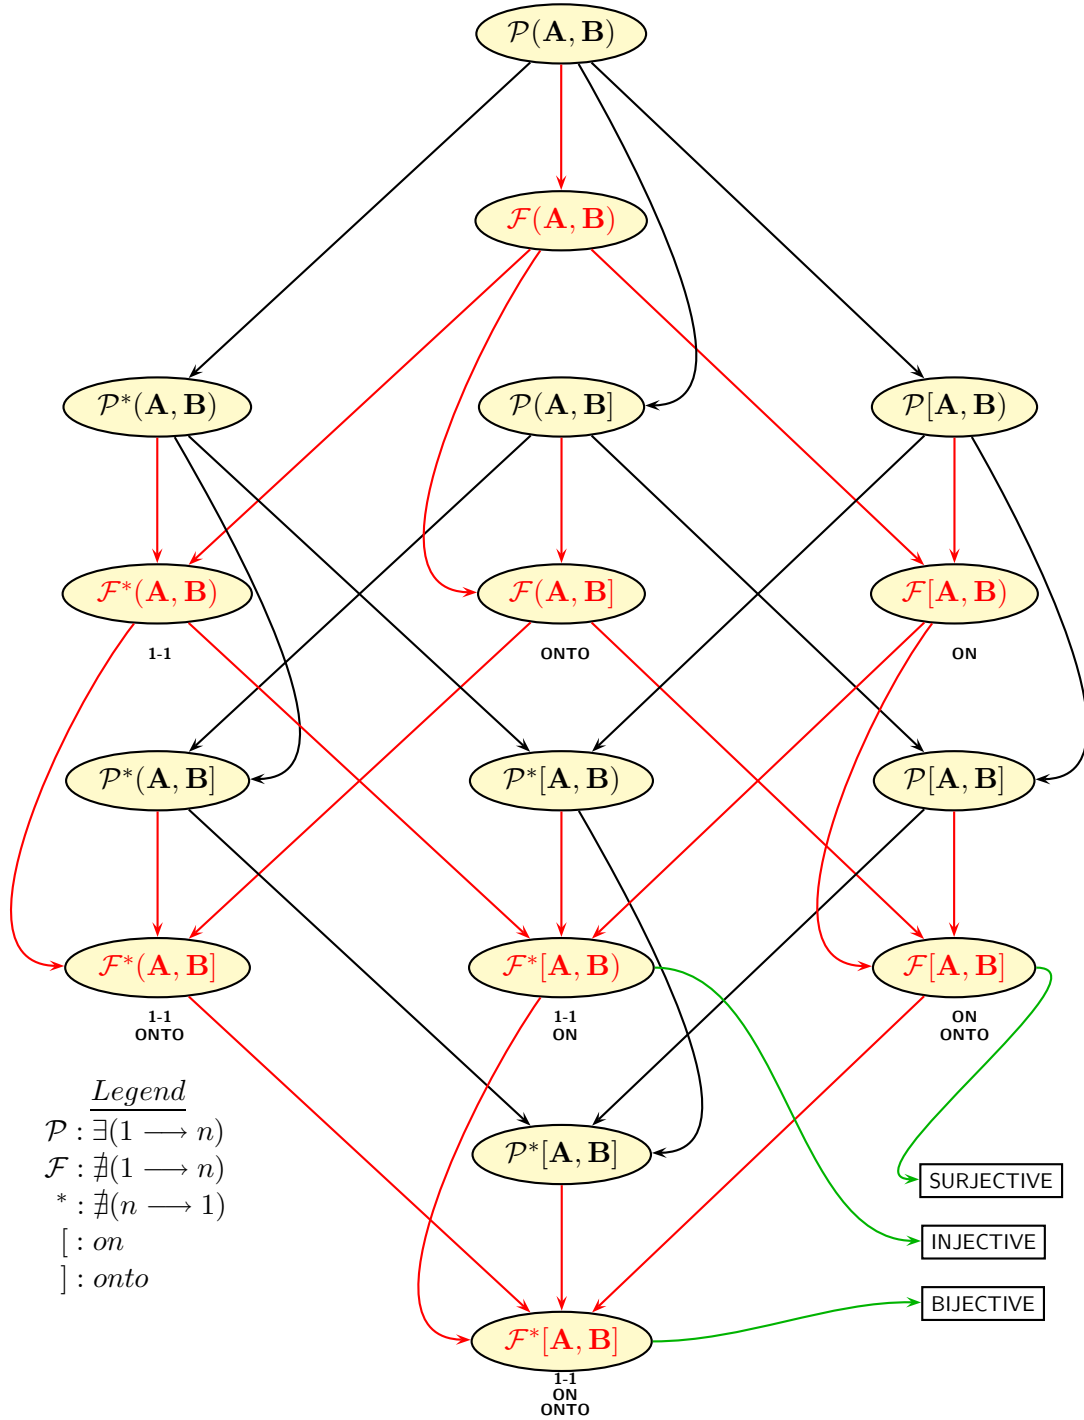 𝒫(𝐀, 𝐁)
ℱ(𝐀, 𝐁)
𝒫*(𝐀, 𝐁)
𝒫(𝐀, 𝐁]
𝒫[𝐀, 𝐁)
ℱ*(𝐀, 𝐁)
1-1
ℱ(𝐀, 𝐁]
ONTO
ℱ[𝐀, 𝐁)
ON
𝒫*(𝐀, 𝐁]
𝒫*[𝐀, 𝐁)
𝒫[𝐀, 𝐁]
ℱ*(𝐀, 𝐁]
1-1
ONTO
ℱ*[𝐀, 𝐁)
1-1
ON
ℱ[𝐀, 𝐁]
ON
ONTO
Legend
𝒫 : ∃(1 ⟶ n)
ℱ : ∄(1 ⟶ n)
* : ∄(n ⟶ 1)
[ : on
] : onto
𝒫*[𝐀, 𝐁]
SURJECTIVE
INJECTIVE
BIJECTIVE
ℱ*[𝐀, 𝐁]
1-1
ON
ONTO